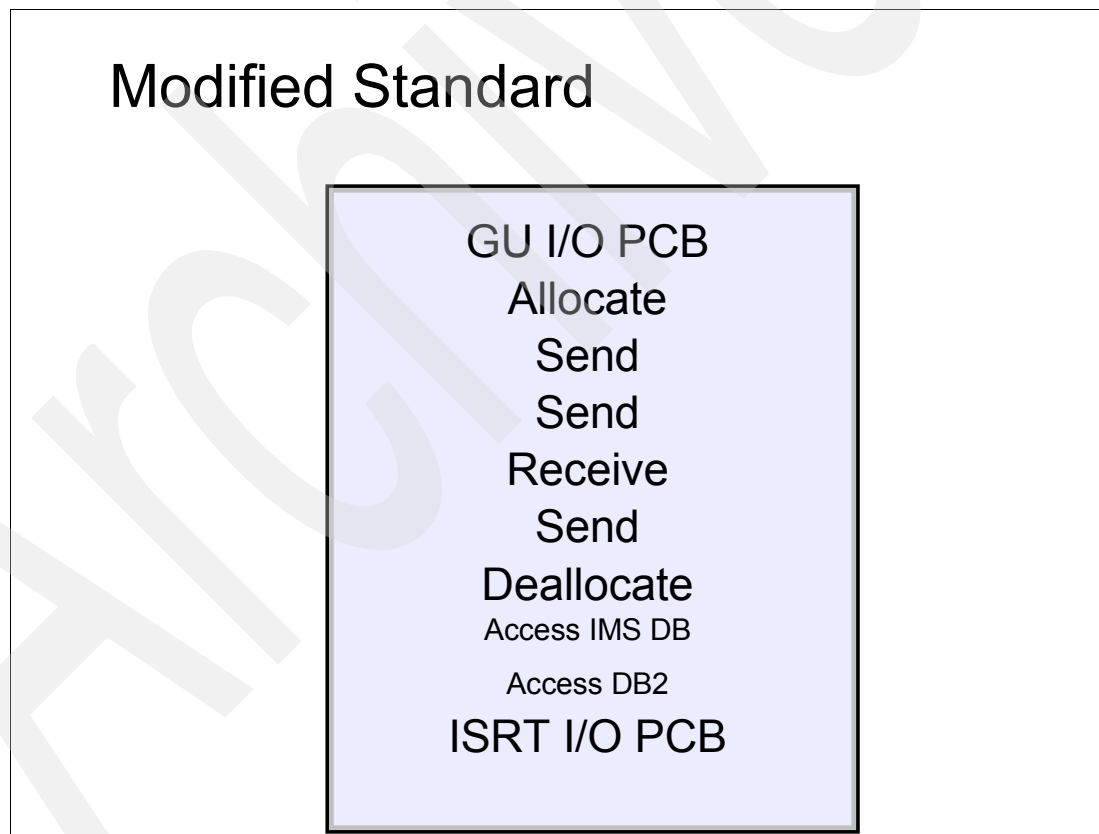 Modified Standard
GU I/O PCB
Allocate
Send
Send
Receive
Send
Deallocate
Access IMS DB
Access DB2
ISRT I/O PCB